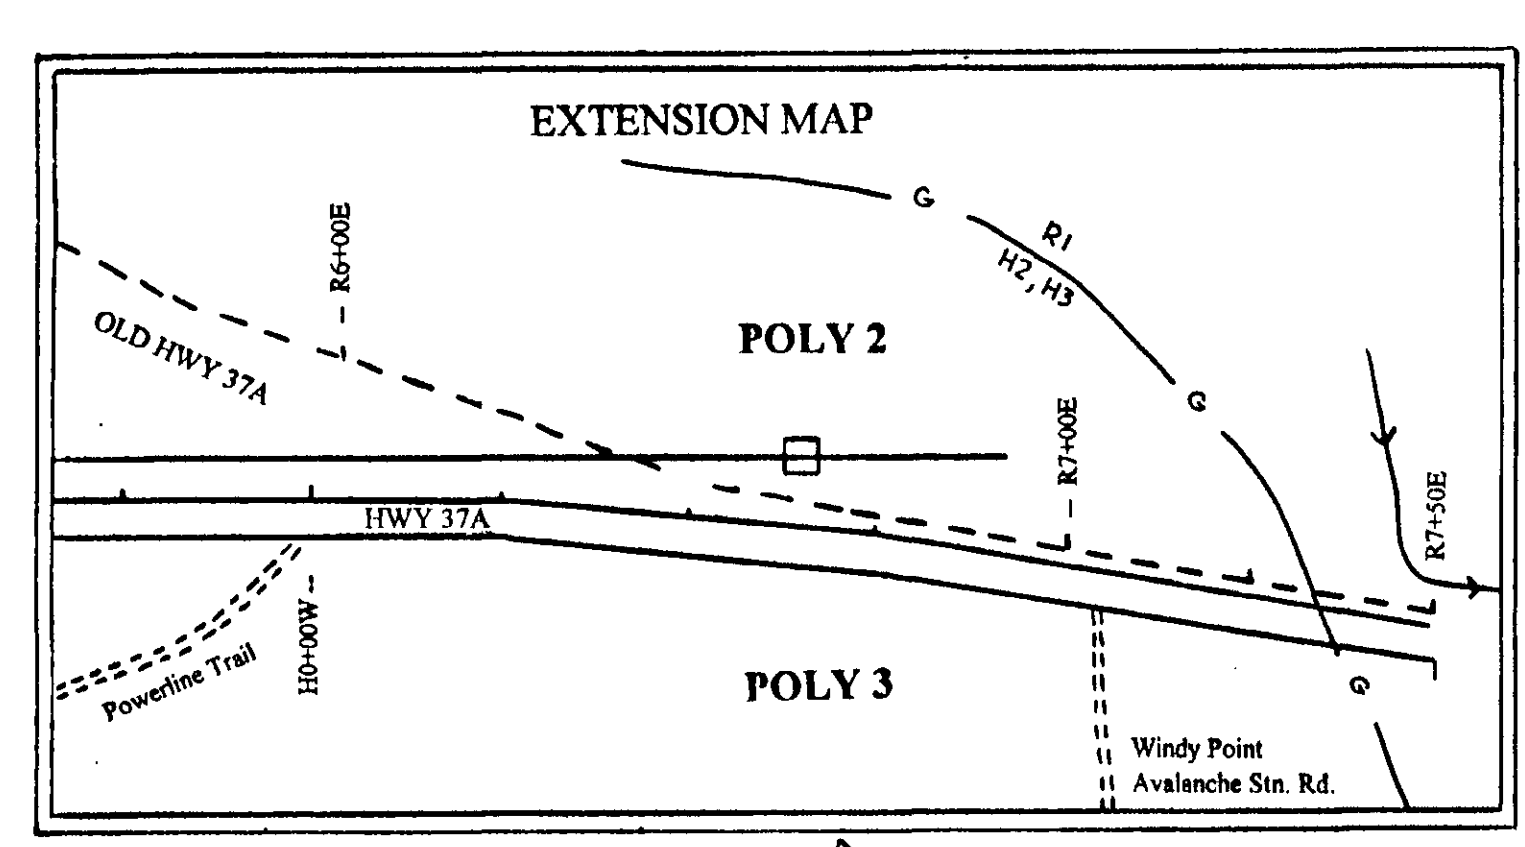 EXTENSION MAP
G
R1
H2, H3
R6+00E
OLD HWY 37A
POLY 2
G
R7+00E
R7+50E
HWY 37A
H0+00W
Powerline Trail
POLY 3
G
Windy Point
Avalanche Stn. Rd.